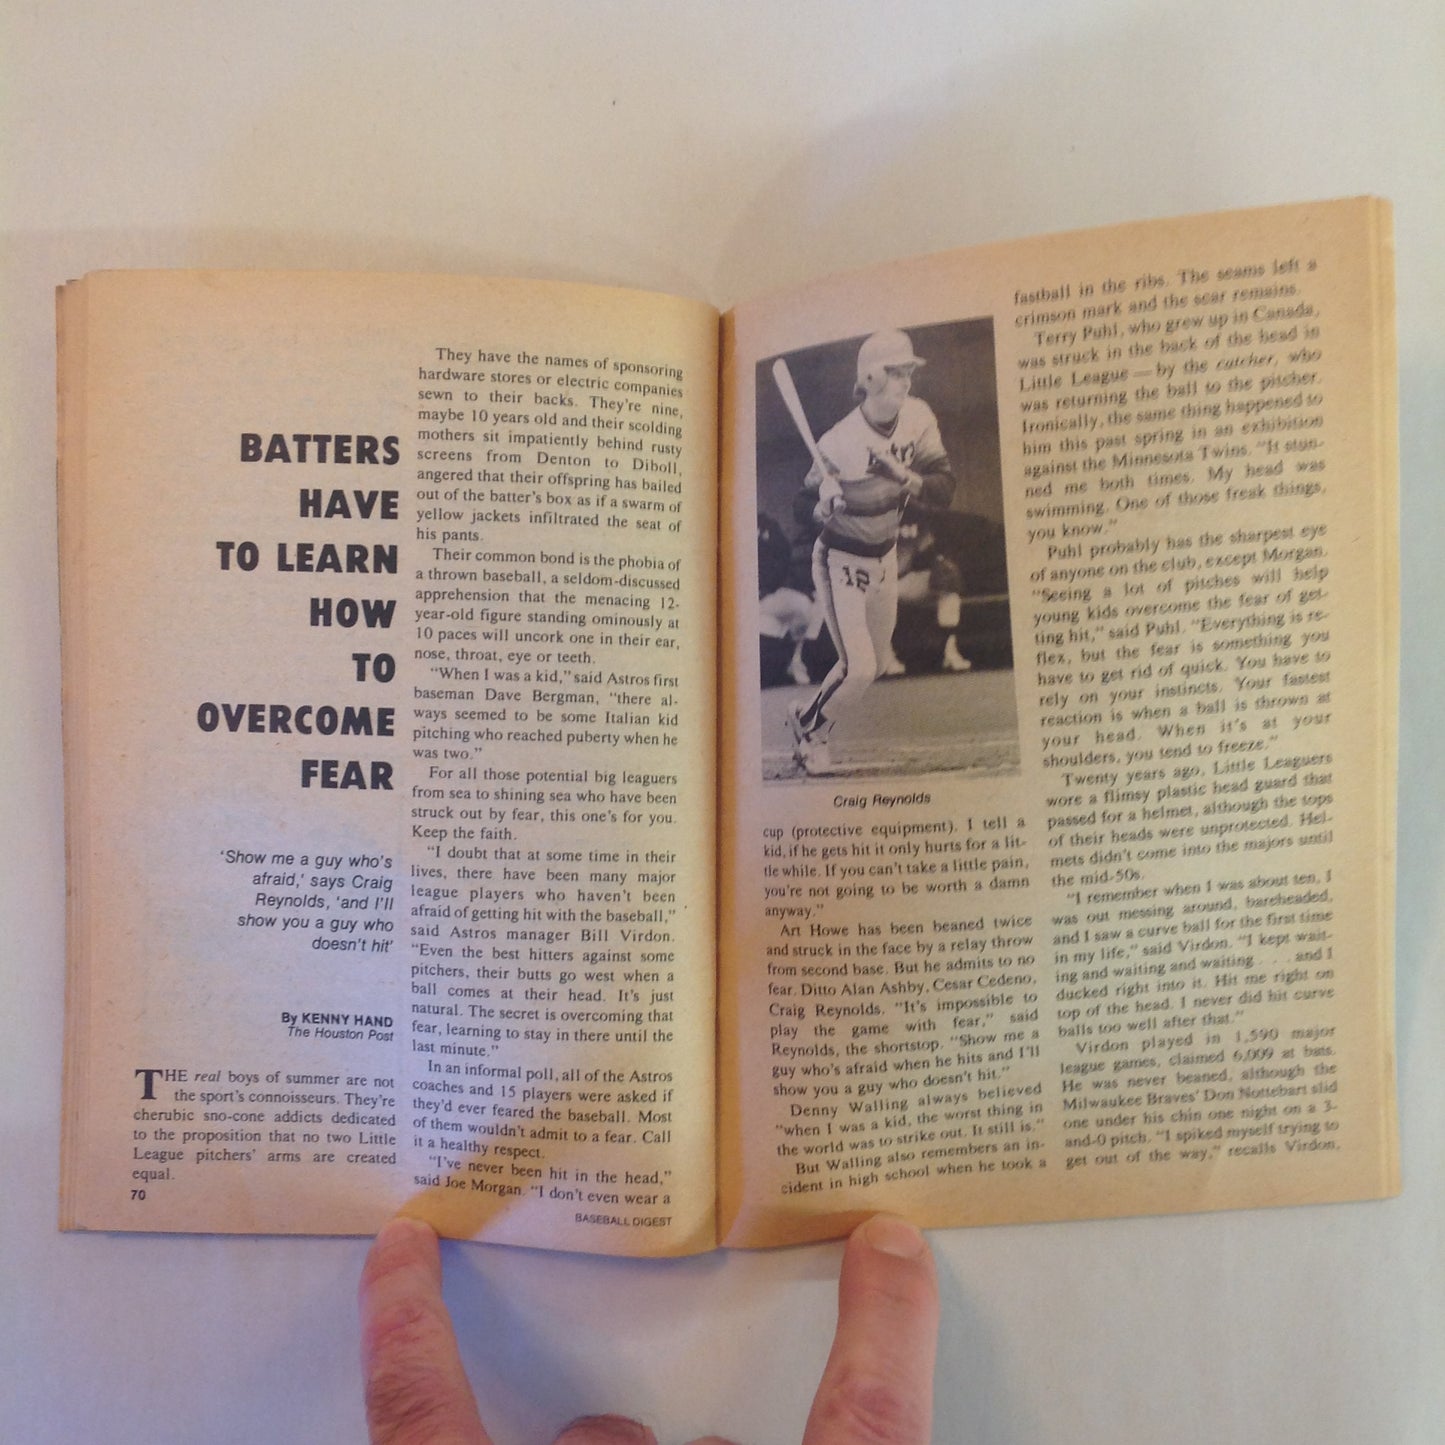 BATTERS
HAVE
TO LEARN
HOW
TO
OVERCOME
FEAR
'Show me a guy who's
afraid,' says Craig
Reynolds, 'and I'll
show you a guy who
doesn't hit'
By KENNY HAND
The Houston Post
THE real boys of summer are not
the sport's connoisseurs. They're
cherubic sno-cone addicts dedicated
to the proposition that no two Little
League pitchers' arms are created
equal.
70
They have the names of sponsoring
hardware stores or electric companies
sewn to their backs. They're nine,
maybe 10 years old and their scolding
mothers sit impatiently behind rusty
screens from Denton to Diboll,
angered that their offspring has bailed
out of the batter's box as if a swarm of
yellow jackets infiltrated the seat of
his pants.
Their common bond is the phobia of
a thrown baseball, a seldom-discussed
apprehension that the menacing 12-
year-old figure standing ominously at
10 paces will uncork one in their ear,
nose, throat, eye or teeth.
"When I was a kid," said Astros first
baseman Dave Bergman, "there al-
ways seemed to be some Italian kid
pitching who reached puberty when he
was two."
For all those potential big leaguers
from sea to shining sea who have been
struck out by fear, this one's for you.
Keep the faith.
"I doubt that at some time in their
lives, there have been many major
league players who haven't been
afraid of getting hit with the baseball,"
said Astros manager Bill Virdon.
"Even the best hitters against some
pitchers, their butts go west when a
ball comes at their head. It's just
natural. The secret is overcoming that
fear, learning to stay in there until the
last minute."
In an informal poll, all of the Astros
coaches and 15 players were asked if
they'd ever feared the baseball. Most
of them wouldn't admit to a fear. Call
it a healthy respect.
"I've never been hit in the head,"
said Joe Morgan. "I don't even wear a
BASEBALL DIGEST
12
Craig Reynolds
cup (protective equipment). I tell a
kid, if he gets hit it only hurts for a lit-
tle while. If you can't take a little pain,
you're not going to be worth a damn
anyway."
Art Howe has been beaned twice
and struck in the face by a relay throw
from second base. But he admits to no
fear. Ditto Alan Ashby, Cesar Cedeno,
Craig Reynolds. "It's impossible to
play the game with fear," said
Reynolds, the shortstop. "Show me a
guy who's afraid when he hits and I'll
show you a guy who doesn't hit."
Denny Walling always believed
"when I was a kid, the worst thing in
the world was to strike out. It still is."
But Walling also remembers an in-
cident in high school when he took a
fastball in the ribs. The seams left a
crimson mark and the scar remains.
Terry Puhl, who grew up in Canada,
was struck in the back of the head in
Little League — by the catcher, who
was returning the ball to the pitcher.
Ironically, the same thing happened to
him this past spring in an exhibition
against the Minnesota Twins. "It stun-
ned me both times. My head was
swimming. One of those freak things,
you know."
Puhl probably has the sharpest eye
of anyone on the club, except Morgan.
"Seeing a lot of pitches will help
young kids overcome the fear of get-
ting hit," said Puhl. "Everything is re-
flex, but the fear is something you
have to get rid of quick. You have to
rely on your instincts. Your fastest
reaction is when a ball is thrown at
your head. When it's at your
shoulders, you tend to freeze."
Twenty years ago, Little Leaguers
wore a flimsy plastic head guard that
passed for a helmet, although the tops
of their heads were unprotected. Hel-
mets didn't come into the majors until
the mid-50s.
"I remember when I was about ten, I
was out messing around, bareheaded,
and I saw a curve ball for the first time
in my life," said Virdon. "I kept wait-
ing and waiting and waiting . . . and I
ducked right into it. Hit me right on
top of the head. I never did hit curve
balls too well after that."
Virdon played in 1,590 major
league games, claimed 6,009 at bats.
He was never beaned, although the
Milwaukee Braves' Don Nottebart slid
one under his chin one night on a 3-
and-0 pitch. "I spiked myself trying to
get out of the way," recalls Virdon,